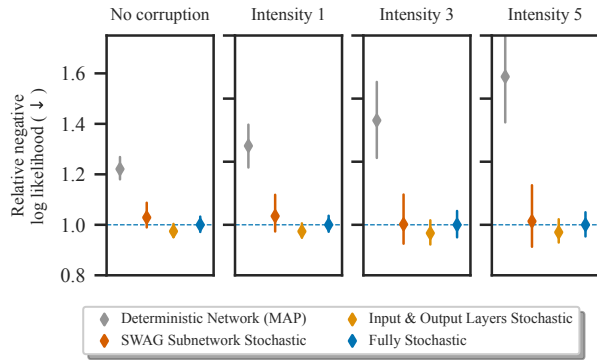 No corruption
Intensity 1
Intensity 3
Intensity 5
Relative negative
log likelihood (↓)
1.6
1.4
1.2
1.0
0.8
Deterministic Network (MAP)
Input & Output Layers Stochastic
SWAG Subnetwork Stochastic
Fully Stochastic